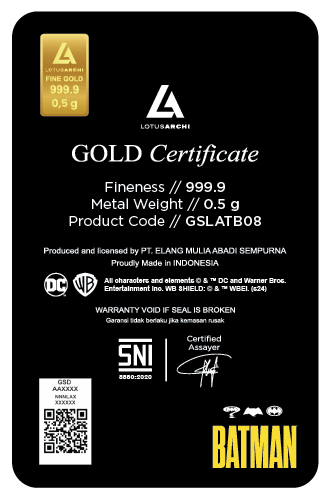 LOTUSARCHI
FINE GOLD
999.9
0,5 g
LOTUSARCHI
GOLD Certificate
Fineness // 999.9
Metal Weight // 0.5 g
Product Code // GSLATB08
Produced and licensed by PT. ELANG MULIA ABADI SEMPURNA
Proudly Made in INDONESIA
DC
WB
All characters and elements © & ™ DC and Warner Bros.
Entertainment Inc. WB SHIELD: © & ™ WBEI. (s24)
WARRANTY VOID IF SEAL IS BROKEN
Garansi tidak berlaku jika kemasan rusak
SNI
8880:2020
Certified
Assayer
GSD
AAXXXX
NNNLAX
XXXXXX
BATMAN